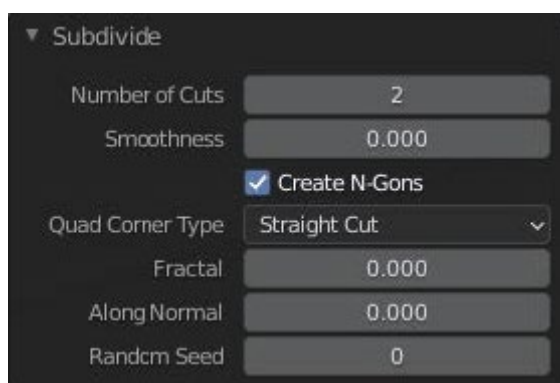 Subdivide
Number of Cuts 2
Smoothness 0.000
Create N-Gons
Quad Corner Type Straight Cut
Fractal 0.000
Along Normal 0.000
Random Seed 0